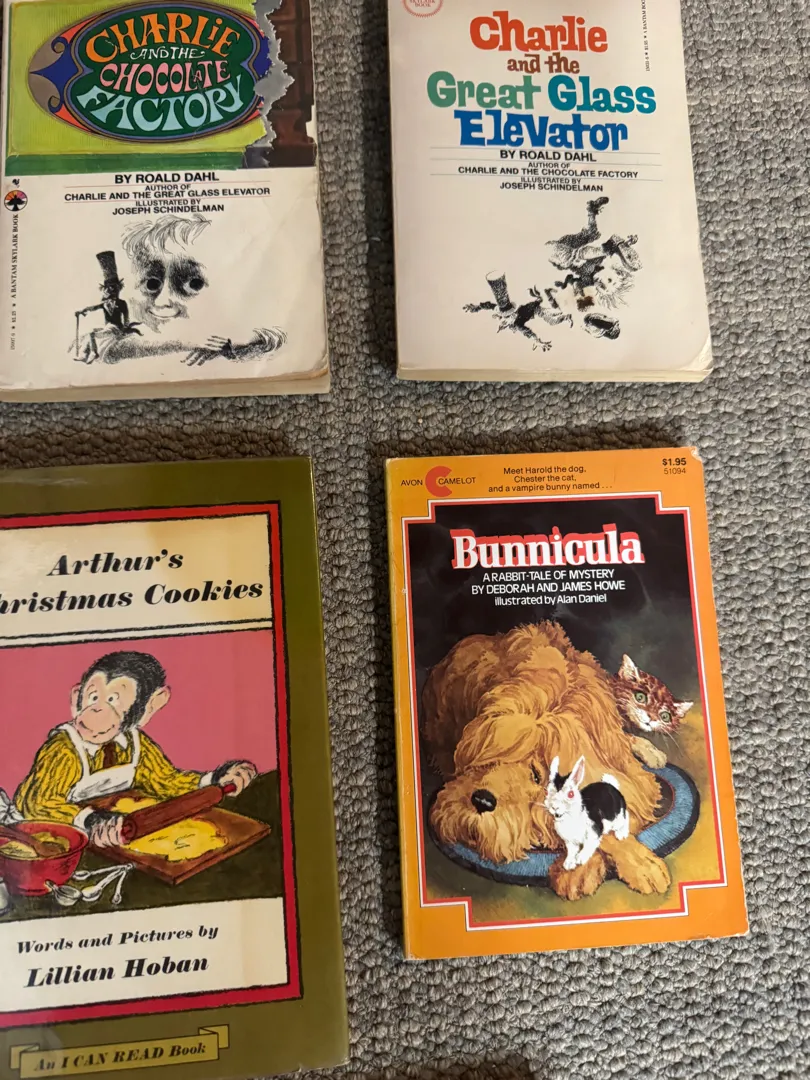 CHARLIE
AND THE
CHOCOLATE
FACTORY
BY ROALD DAHL
AUTHOR OF
CHARLIE AND THE GREAT GLASS ELEVATOR
ILLUSTRATED BY
JOSEPH SCHINDELMAN
A BANTAM SKYLARK BOOK
SKYLARK
BOOK
Charlie
and the
Great Glass
Elevator
BY ROALD DAHL
AUTHOR OF
CHARLIE AND THE CHOCOLATE FACTORY
ILLUSTRATED BY
JOSEPH SCHINDELMAN
Arthur's
hristmas Cookies
Words and Pictures by
Lillian Hoban
An I CAN READ Book
AVON CAMELOT
Meet Harold the dog,
Chester the cat,
and a vampire bunny named . . .
$1.95
51094
Bunnicula
A RABBIT-TALE OF MYSTERY
BY DEBORAH AND JAMES HOWE
illustrated by Alan Daniel